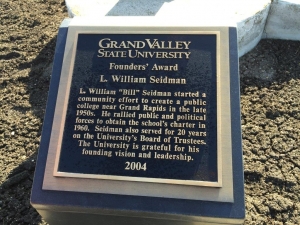 GRAND VALLEY
STATE UNIVERSITY
Founders' Award
L. William Seidman
L. William "Bill" Seidman started a
community effort to create a public
college near Grand Rapids in the late
1950s. He rallied public and political
forces to obtain the school's charter in
1960. Seidman also served for 20 years
on the University's Board of Trustees.
The University is grateful for his
founding vision and leadership.
2004